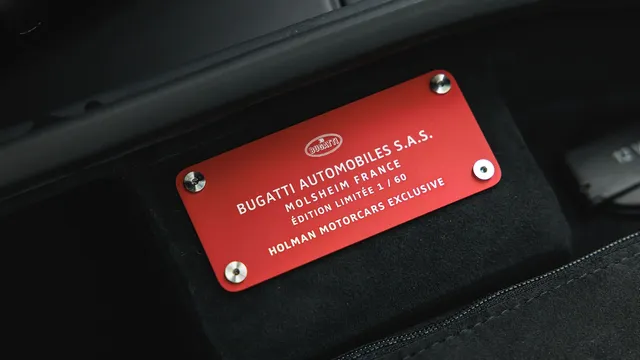 BUGATTI
BUGATTI AUTOMOBILES S.A.S.
MOLSHEIM FRANCE
ÉDITION LIMITÉE 1 / 60
HOLMAN MOTORCARS EXCLUSIVE